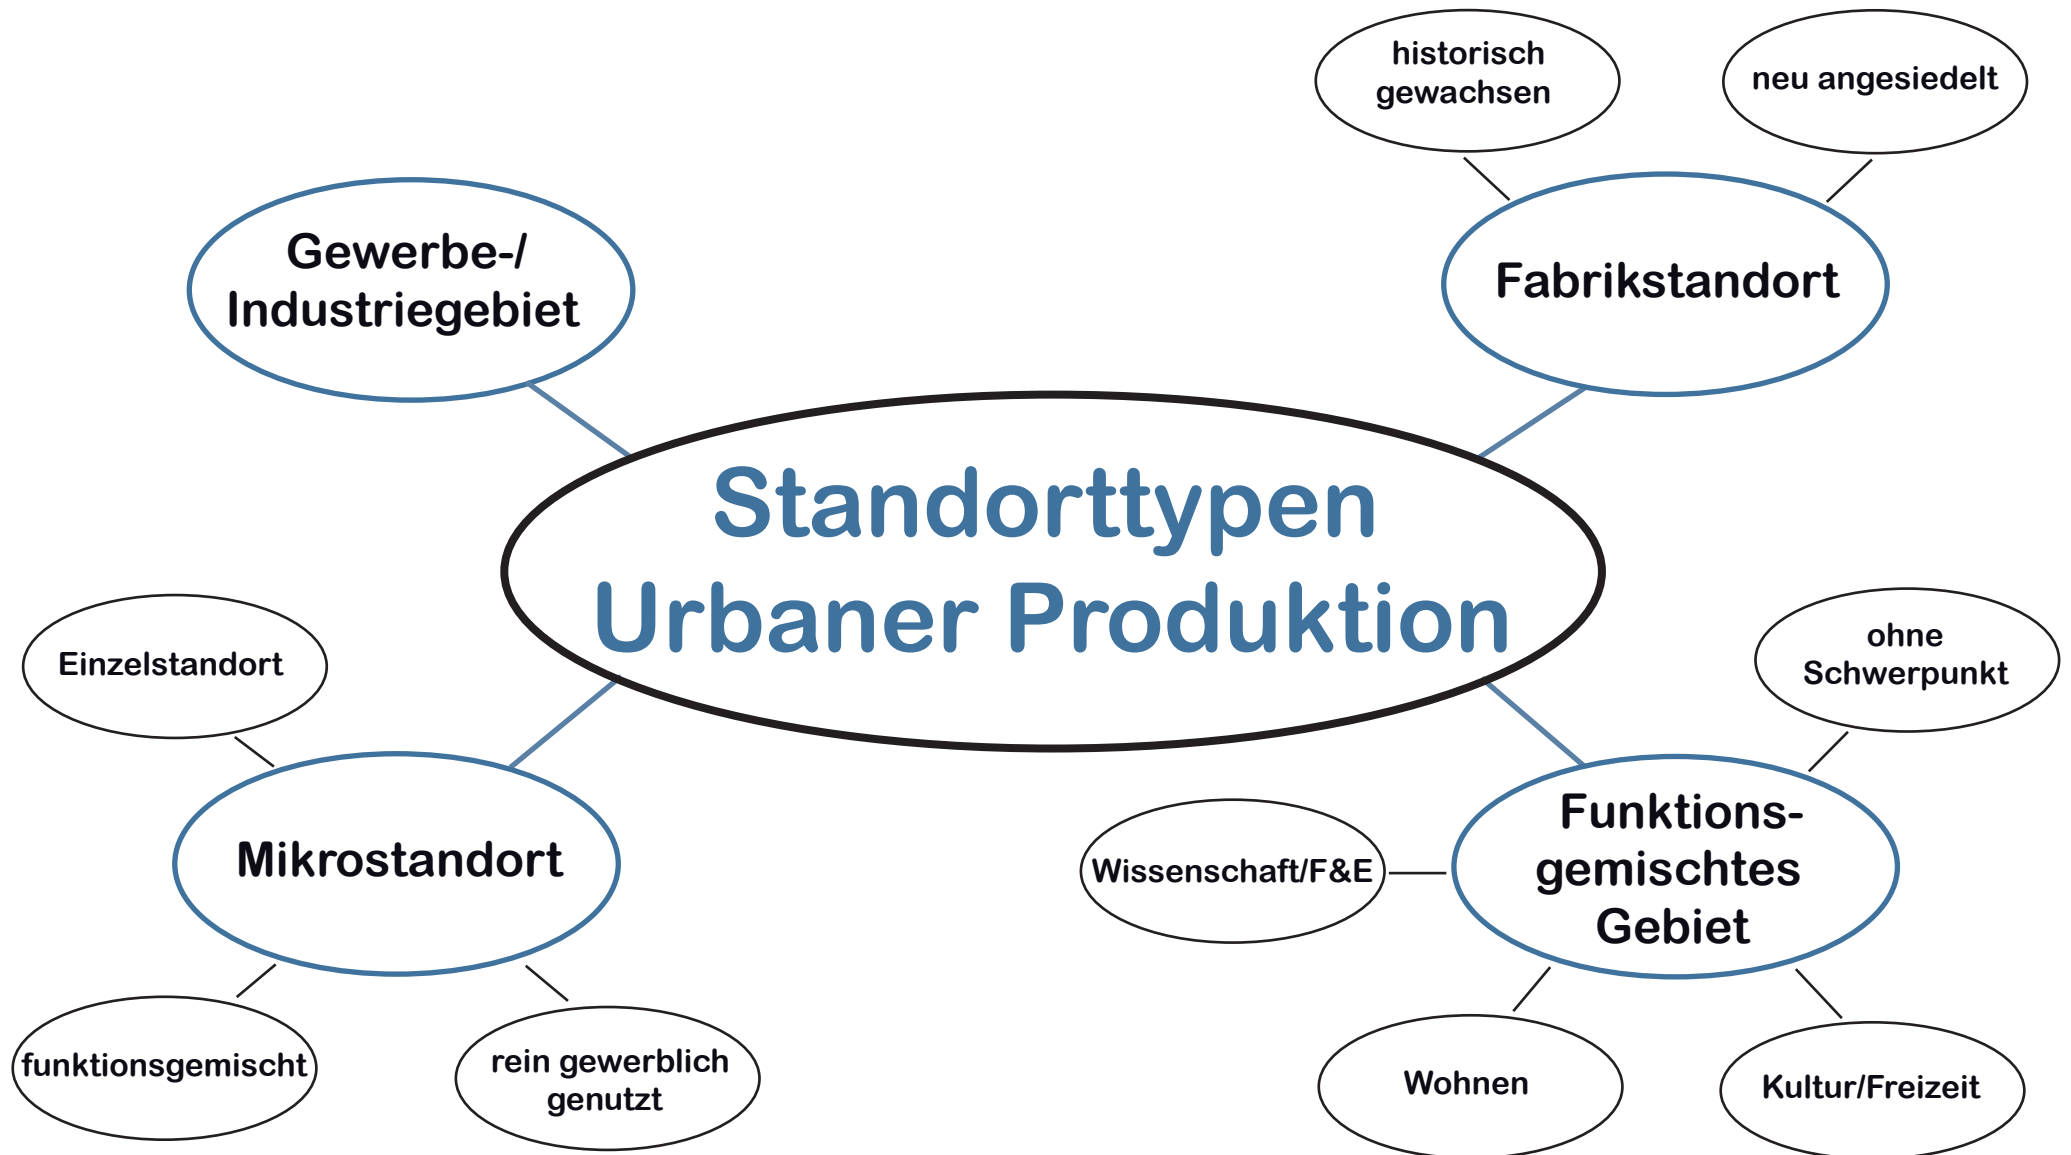 historisch
gewachsen
neu angesiedelt
Gewerbe-/
Industriegebiet
Fabrikstandort
Standorttypen
Urbaner Produktion
Einzelstandort
ohne
Schwerpunkt
Mikrostandort
Wissenschaft/F&E
Funktions-
gemischtes
Gebiet
funktionsgemischt
rein gewerblich
genutzt
Wohnen
Kultur/Freizeit